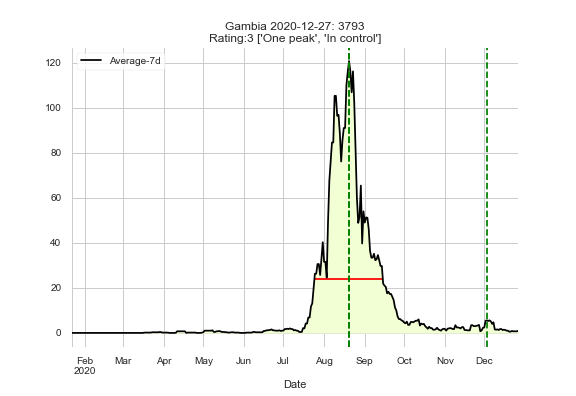 Gambia 2020-12-27: 3793
Rating:3 ['One peak', 'In control']
Average-7d
120
100
80
60
40
20
0
Feb Mar Apr May Jun Jul Aug Sep Oct Nov Dec
2020
Date